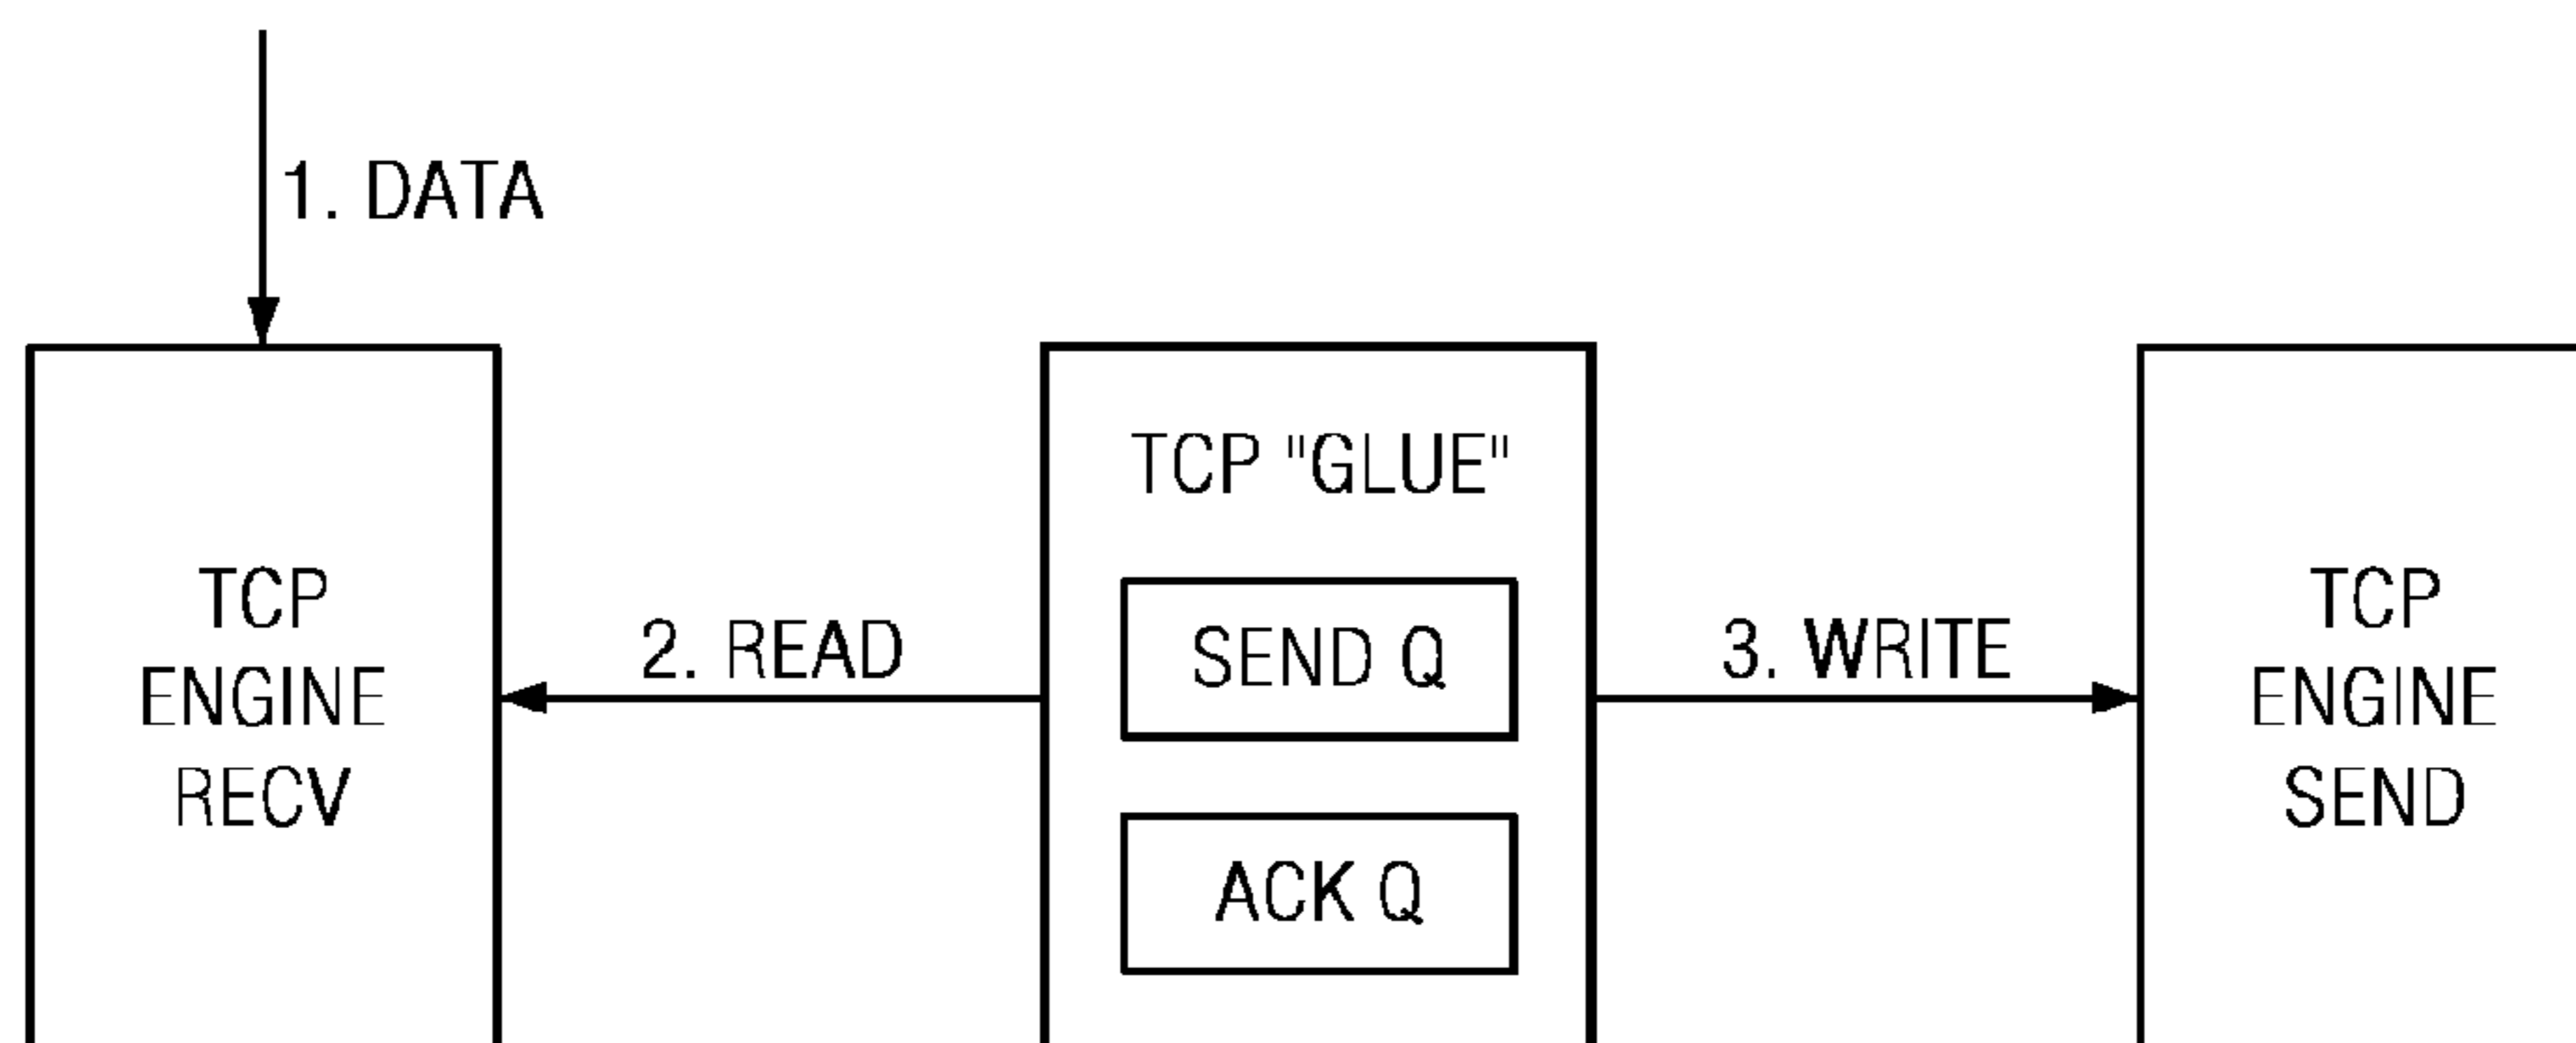 1. DATA
TCP
ENGINE
RECV
2. READ
TCP "GLUE"
SEND Q
ACK Q
3. WRITE
TCP
ENGINE
SEND